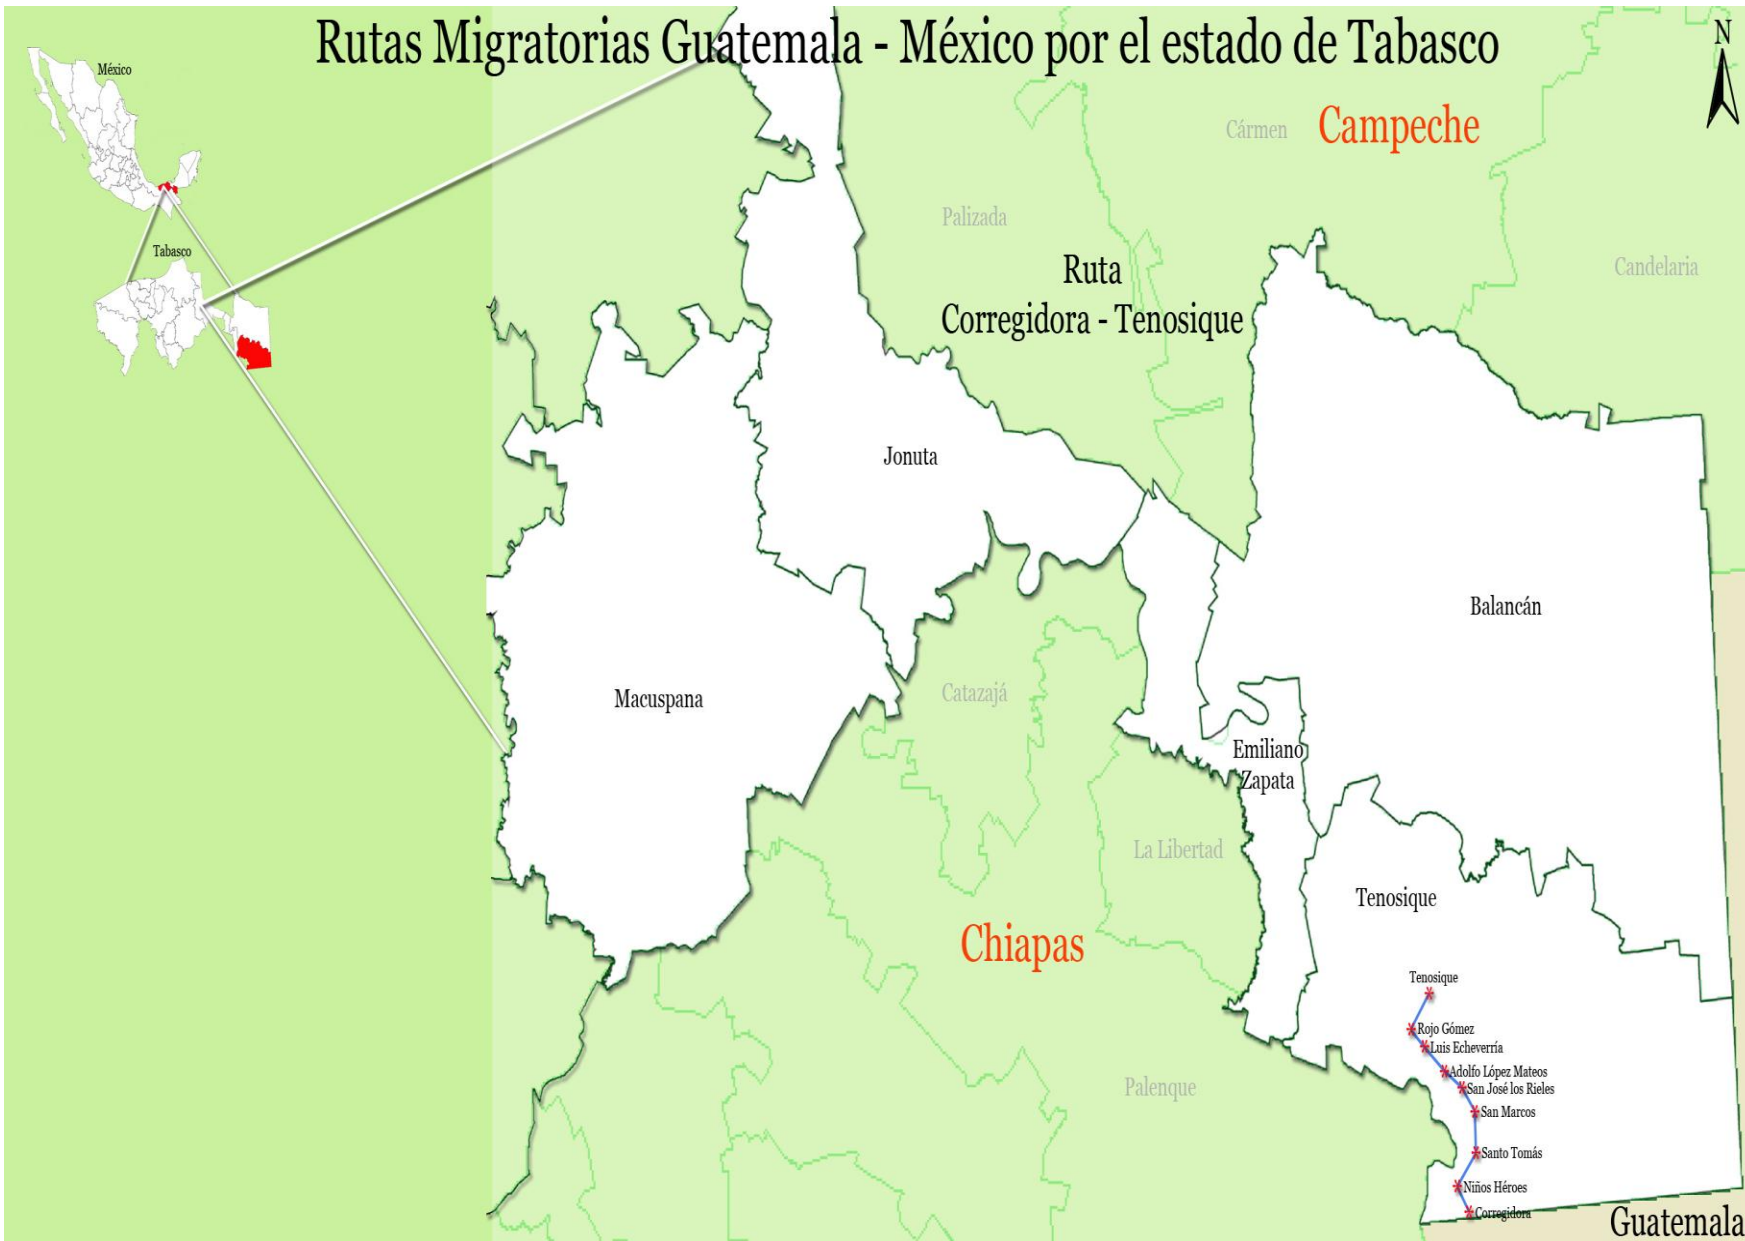 Rutas Migratorias Guatemala - México por el estado de Tabasco
N
México
Cármen
Campeche
Palizada
Tabasco
Ruta
Corregidora - Tenosique
Candelaria
Jonuta
Balancán
Macuspana
Catazajá
Emiliano
Zapata
La Libertad
Tenosique
Chiapas
Tenosique
Rojo Gómez
Luis Echeverría
Adolfo López Mateos
San José los Rieles
Palenque
San Marcos
Santo Tomás
Niños Héroes
Corregidora
Guatemala